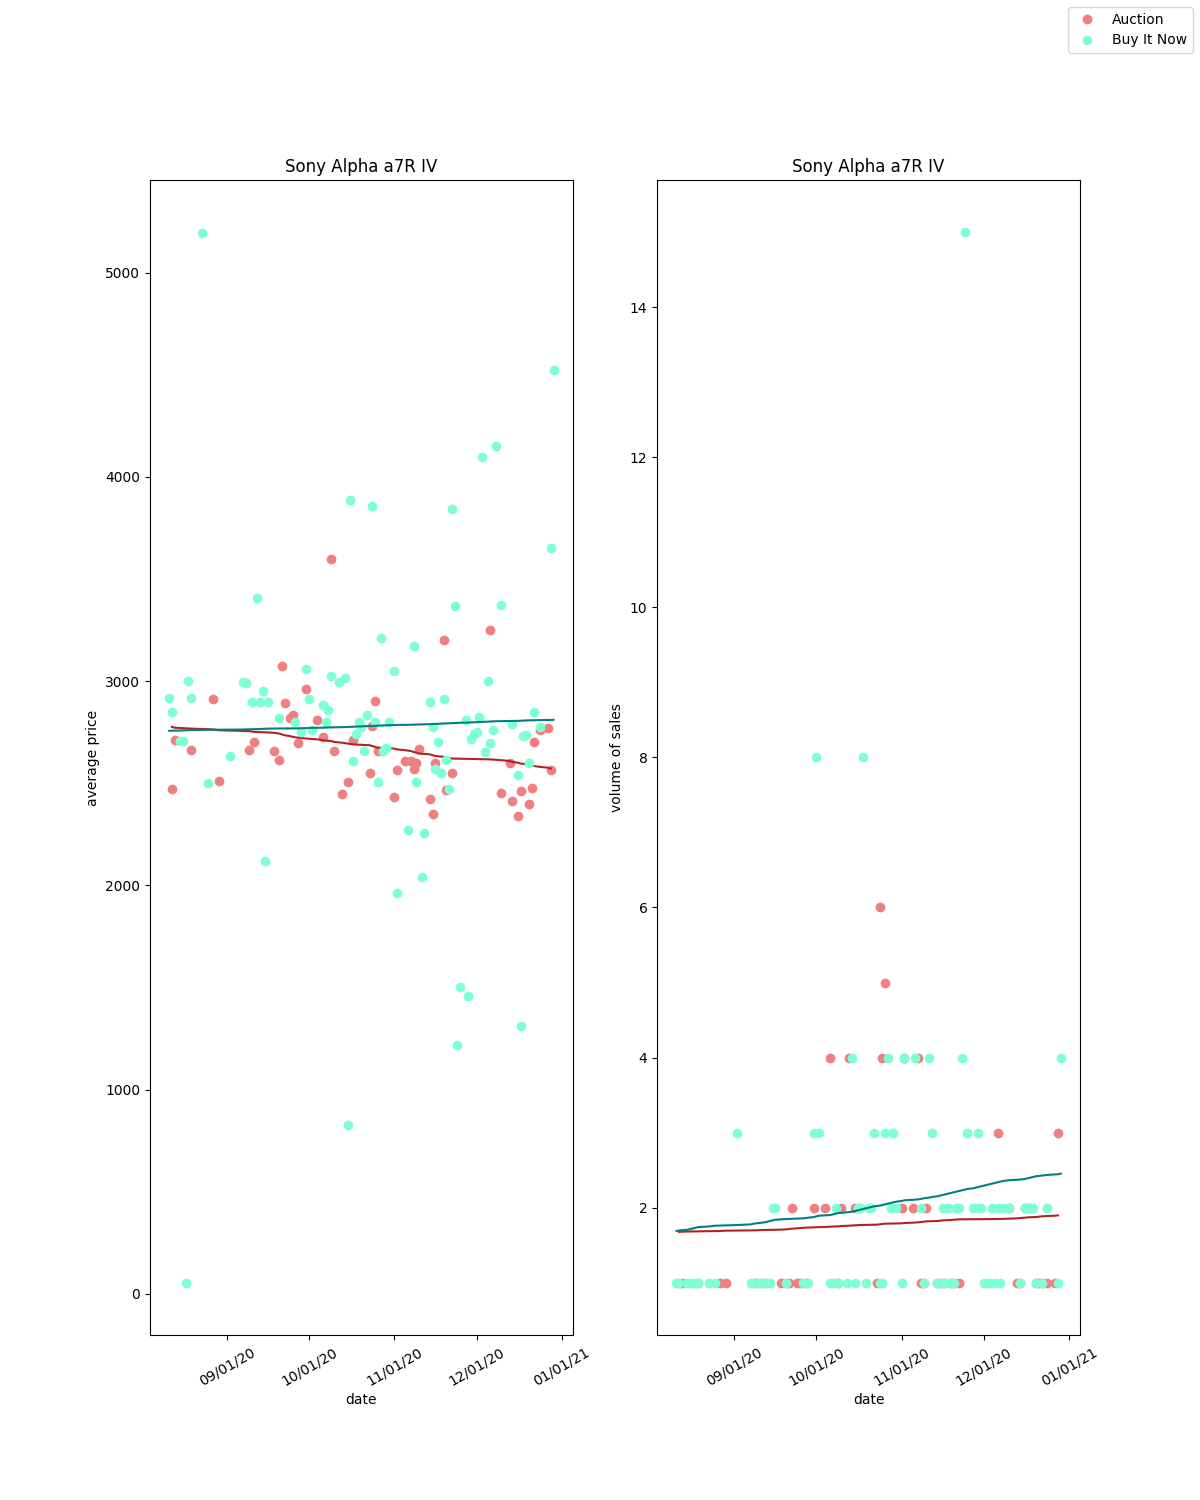 Auction
Buy It Now
Sony Alpha a7R IV
5000
4000
3000
2000
1000
0
average price
09/01/20
10/01/20
11/01/20
12/01/20
01/01/21
date
Sony Alpha a7R IV
14
12
10
8
6
4
2
volume of sales
09/01/20
10/01/20
11/01/20
12/01/20
01/01/21
date